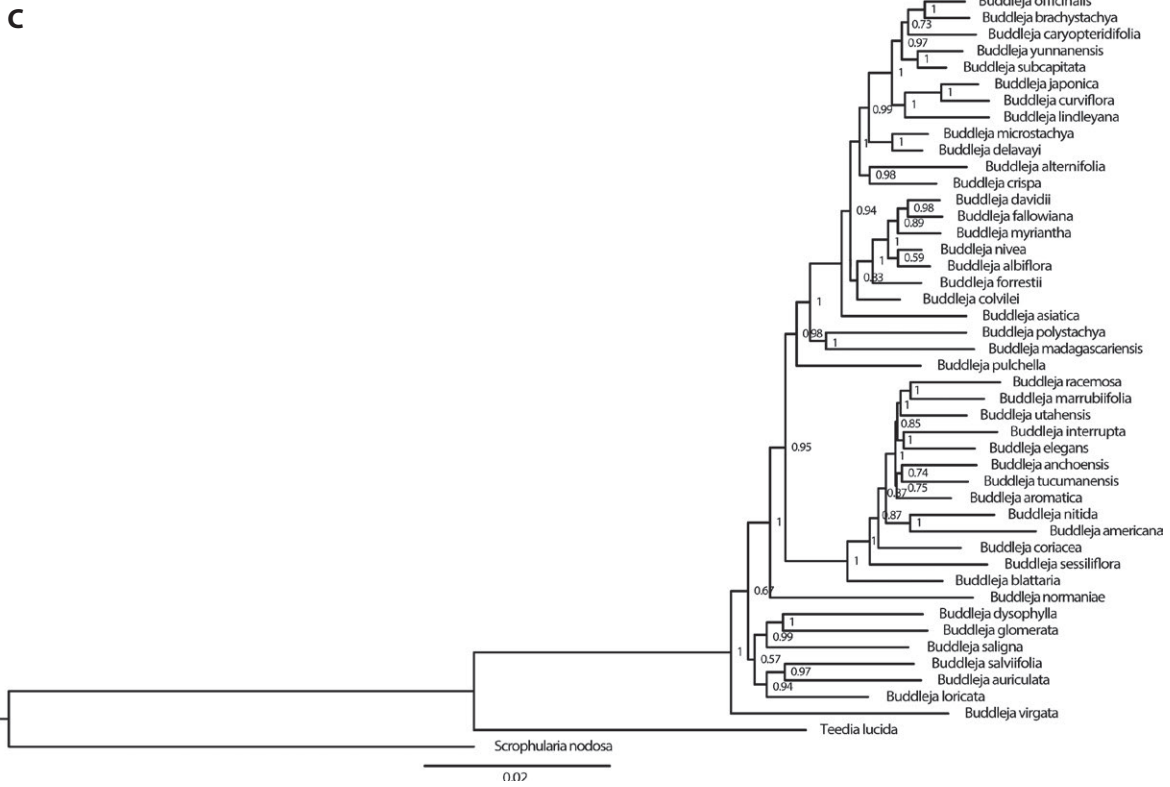 C
Buddleja officinalis
1
Buddleja brachystachya
0.73
Buddleja caryopteridifolia
0.97
Buddleja yunnanensis
1
Buddleja subcapitata
1
Buddleja japonica
1
Buddleja curviflora
1
0.99
Buddleja lindleyana
Buddleja microstachya
1
1
Buddleja delavayi
Buddleja alternifolia
0.98
Buddleja crispa
Buddleja davidii
0.98
0.94
Buddleja fallowiana
0.89
Buddleja myriantha
1
Buddleja nivea
0.59
1
Buddleja albiflora
0.83
Buddleja forrestii
Buddleja colvilei
1
Buddleja asiatica
Buddleja polystachya
0.98
1
Buddleja madagascariensis
Buddleja pulchella
Buddleja racemosa
1
Buddleja marrubiifolia
1
Buddleja utahensis
0.85
Buddleja interrupta
1
0.95
Buddleja elegans
1
Buddleja anchoensis
0.74
Buddleja tucumanensis
0.75
0.37
Buddleja aromatica
Buddleja nitida
0.87
1
1
Buddleja americana
1
Buddleja coriacea
1
Buddleja sessiliflora
Buddleja blattaria
0.67
Buddleja normaniae
Buddleja dysophylla
1
Buddleja glomerata
0.99
Buddleja saligna
1
0.57
Buddleja salviifolia
0.97
Buddleja auriculata
0.94
Buddleja loricata
Buddleja virgata
Teedia lucida
Scrophularia nodosa
0.02